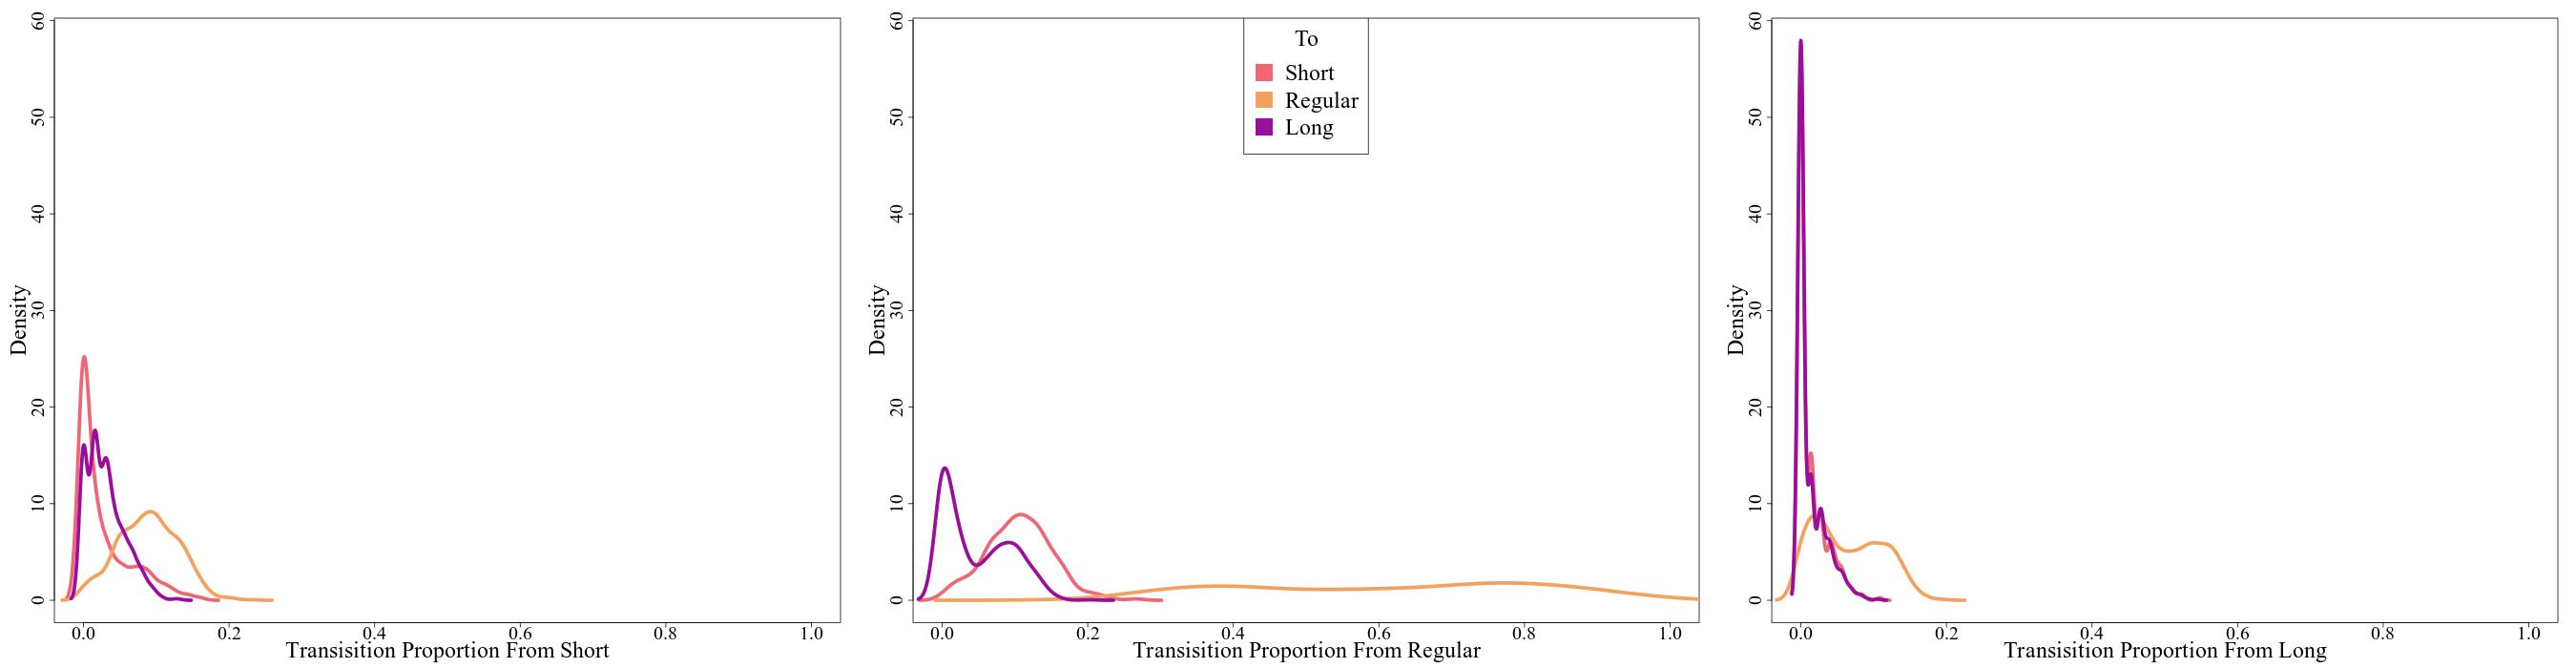 Density
0 10 20 30 40 50 60
0.0 0.2 0.4 0.6 0.8 1.0
Transisition Proportion From Short
Density
0 10 20 30 40 50 60
To
Short
Regular
Long
0.0 0.2 0.4 0.6 0.8 1.0
Transisition Proportion From Regular
Density
0 10 20 30 40 50 60
0.0 0.2 0.4 0.6 0.8 1.0
Transisition Proportion From Long